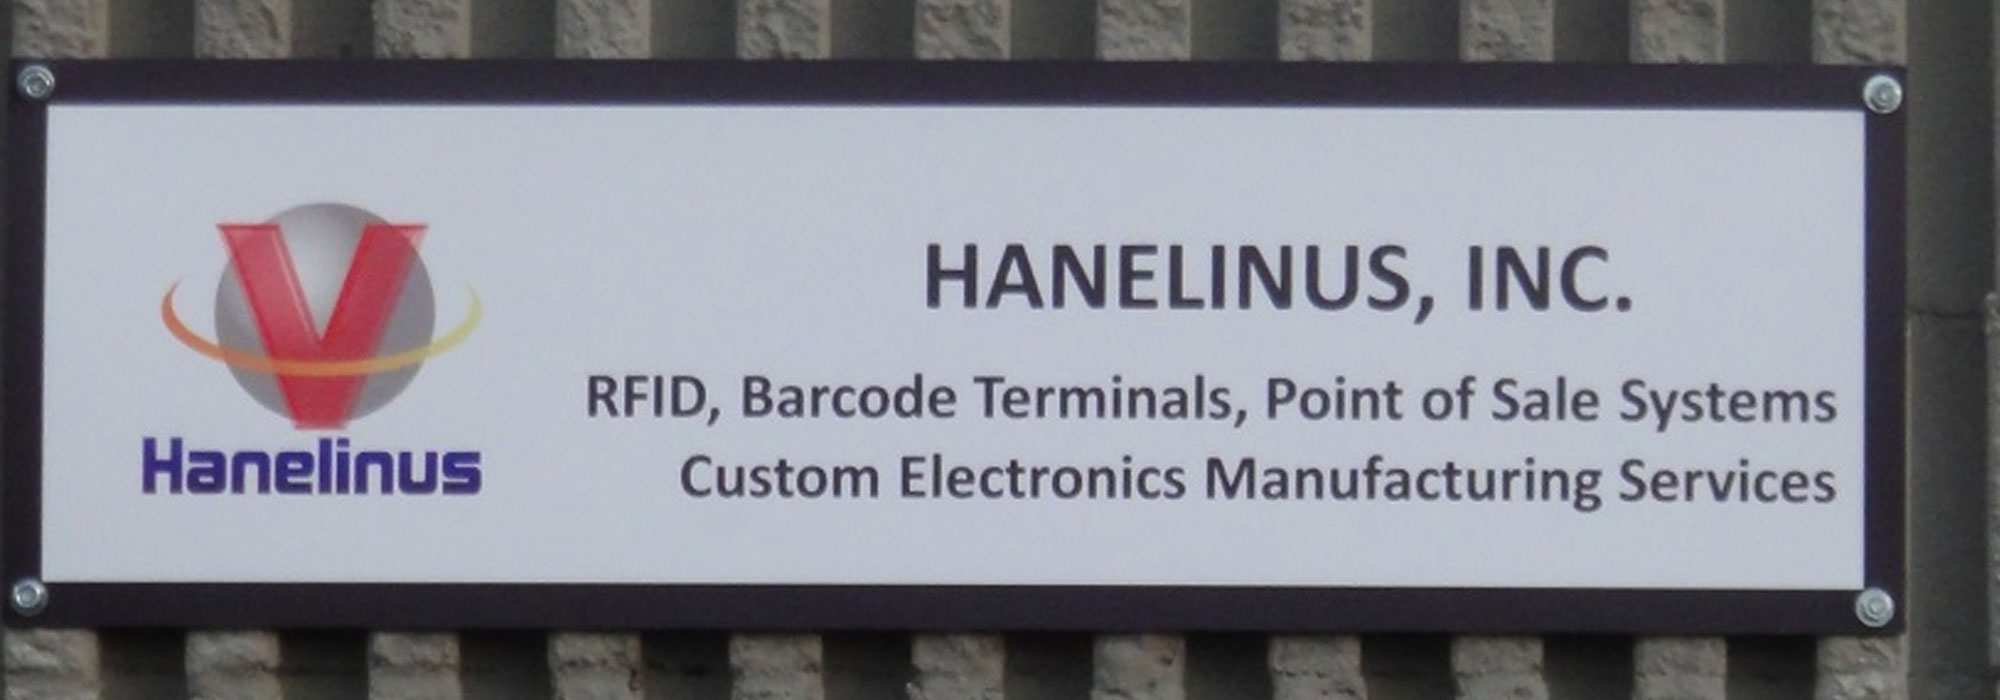 V
Hanelinus
HANELINUS, INC.
RFID, Barcode Terminals, Point of Sale Systems
Custom Electronics Manufacturing Services